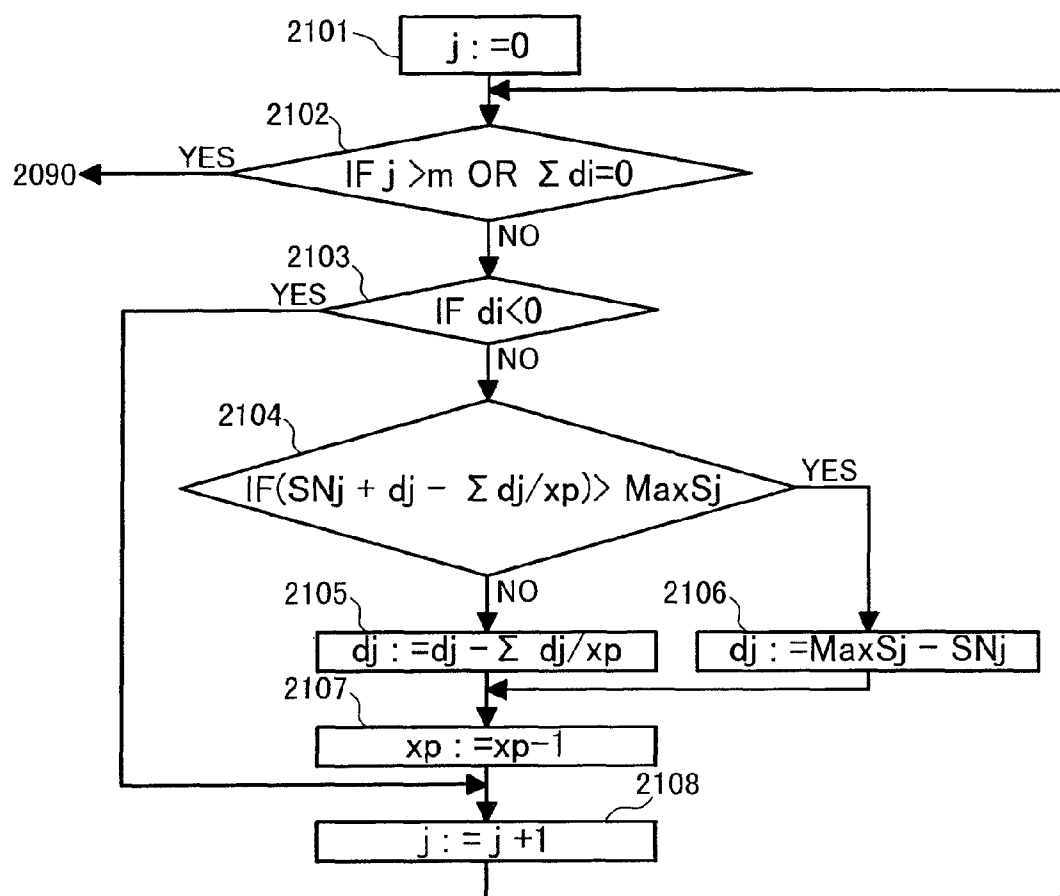 2101
j : =0
2102
YES
2090
IF j >m OR Σ di=0
NO
2103
YES
IF di<0
NO
2104
YES
IF(SNj + dj - Σ dj/xp)> MaxSj
NO
2105
2106
dj : =dj - Σ dj/xp
dj : =MaxSj - SNj
2107
xp : =xp-1
2108
j : = j +1